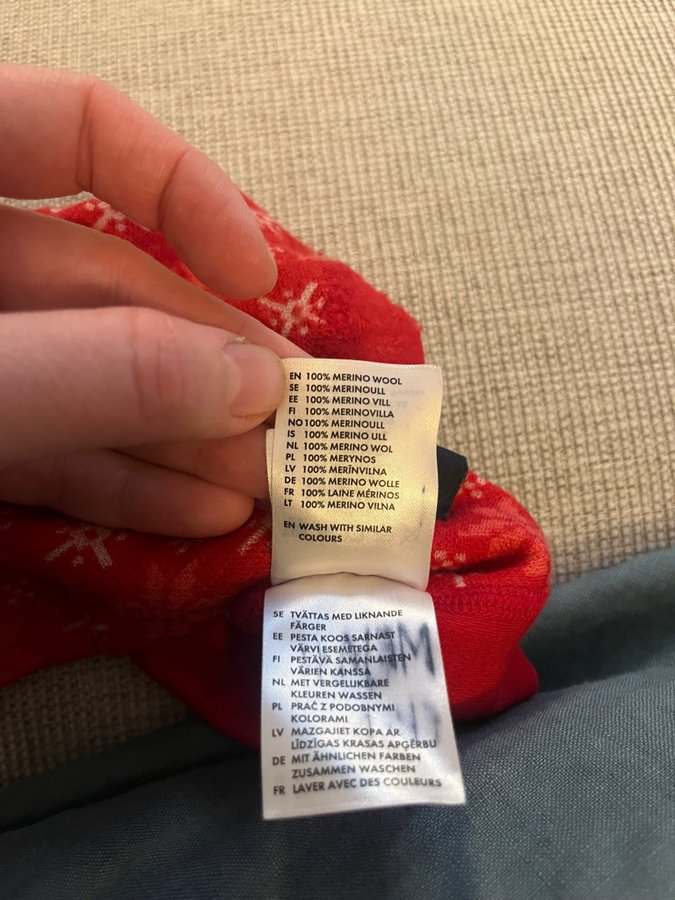 EN 100% MERINO WOOL
SE 100% MERINOULL
EE 100% MERINO VILL
FI 100% MERINOVILLA
NO 100% MERINOULL
IS 100% MERINO ULL
NL 100% MERINO WOL
PL 100% MERYNOS
LV 100% MERĪNVILNA
DE 100% MERINO WOLLE
FR 100% LAINE MÉRINOS
LT 100% MERINO VILNA
EN WASH WITH SIMILAR
COLOURS
SE TVÄTTAS MED LIKNANDE
FÄRGER
EE PESTA KOOS SARNAST
VÄRVI ESEMETEGA
FI PESTÄVÄ SAMANLAISTEN
VÄRIEN KANSSA
NL MET VERGELIJKBARE
KLEUREN WASSEN
PL PRAĆ Z PODOBNYMI
KOLORAMI
LV MAZGAJIET KOPA AR
LĪDZĪGAS KRASAS APĢĒRBU
DE MIT ÄHNLICHEN FARBEN
ZUSAMMEN WASCHEN
FR LAVER AVEC DES COULEURS